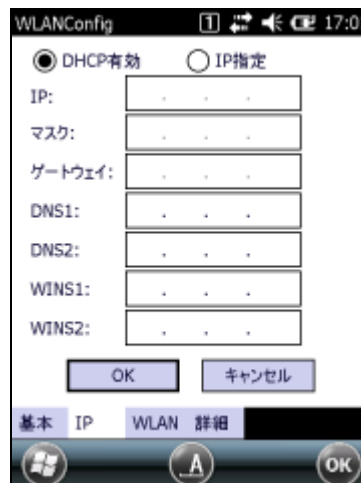 WLANConfig 1 17:0
DHCP有効 IP指定
IP:
マスク:
ゲートウェイ:
DNS1:
DNS2:
WINS1:
WINS2:
OK キャンセル
基本 IP WLAN 詳細
A OK